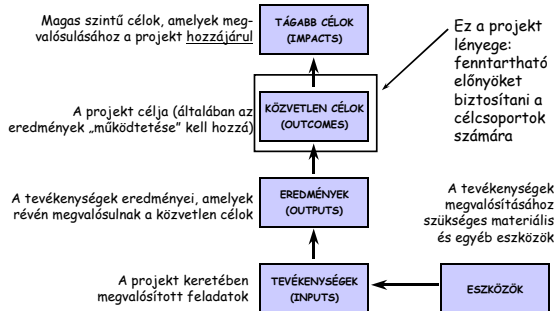 Magas szintű célok, amelyek meg-
valósulásához a projekt hozzájárul
TÁGABB CÉLOK
(IMPACTS)
Ez a projekt
lényege:
fenntartható
előnyöket
biztosítani a
célcsoportok
számára
A projekt célja (általában az
eredmények „működtetése” kell hozzá)
KÖZVETLEN CÉLOK
(OUTCOMES)
A tevékenységek eredményei, amelyek
révén megvalósulnak a közvetlen célok
EREDMÉNYEK
(OUTPUTS)
A tevékenységek
megvalósításához
szükséges materiális
és egyéb eszközök
A projekt keretében
megvalósított feladatok
TEVÉKENYSÉGEK
(INPUTS)
ESZKÖZÖK